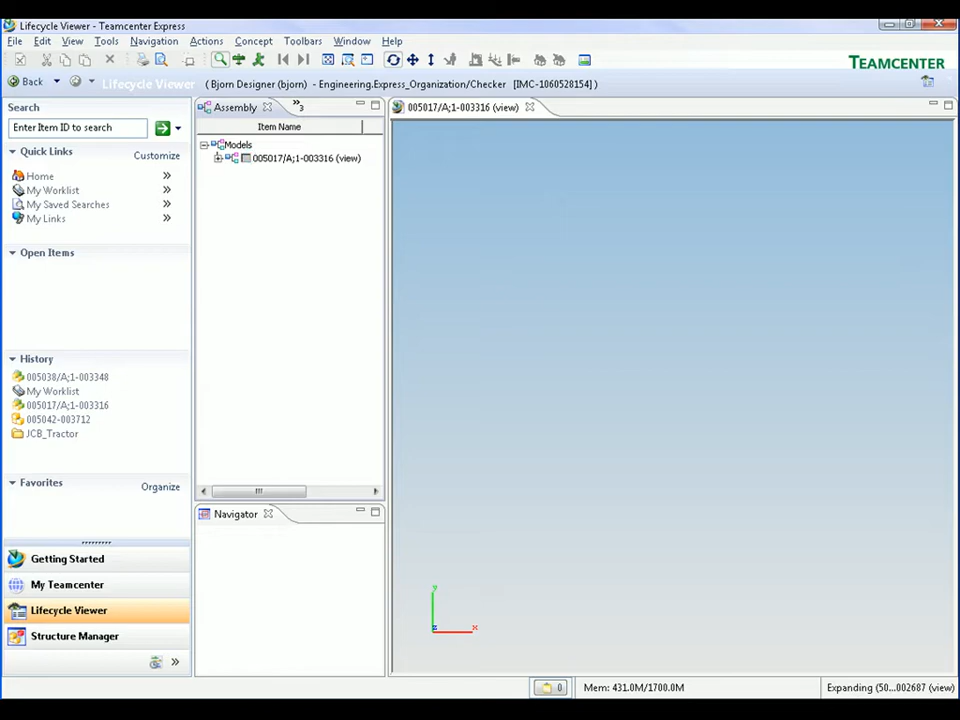 Lifecycle Viewer - Teamcenter Express
File Edit View Tools Navigation Actions Concept Toolbars Window Help
TEAMCENTER
Back Lifecycle Viewer ( Bjorn Designer (bjorn) - Engineering.Express_Organization/Checker [IMC-1060528154] )
Search
Enter Item ID to search
Quick Links Customize
Home
My Worklist
My Saved Searches
My Links
Open Items
History
005038/A;1-003348
My Worklist
005017/A;1-003316
005042-003712
JCB_Tractor
Favorites Organize
Getting Started
My Teamcenter
Lifecycle Viewer
Structure Manager
Assembly 3
Item Name
Models
005017/A;1-003316 (view)
Navigator
005017/A;1-003316 (view)
Y
Z
X
0 Mem: 431.0M/1700.0M Expanding (50...002687 (view)